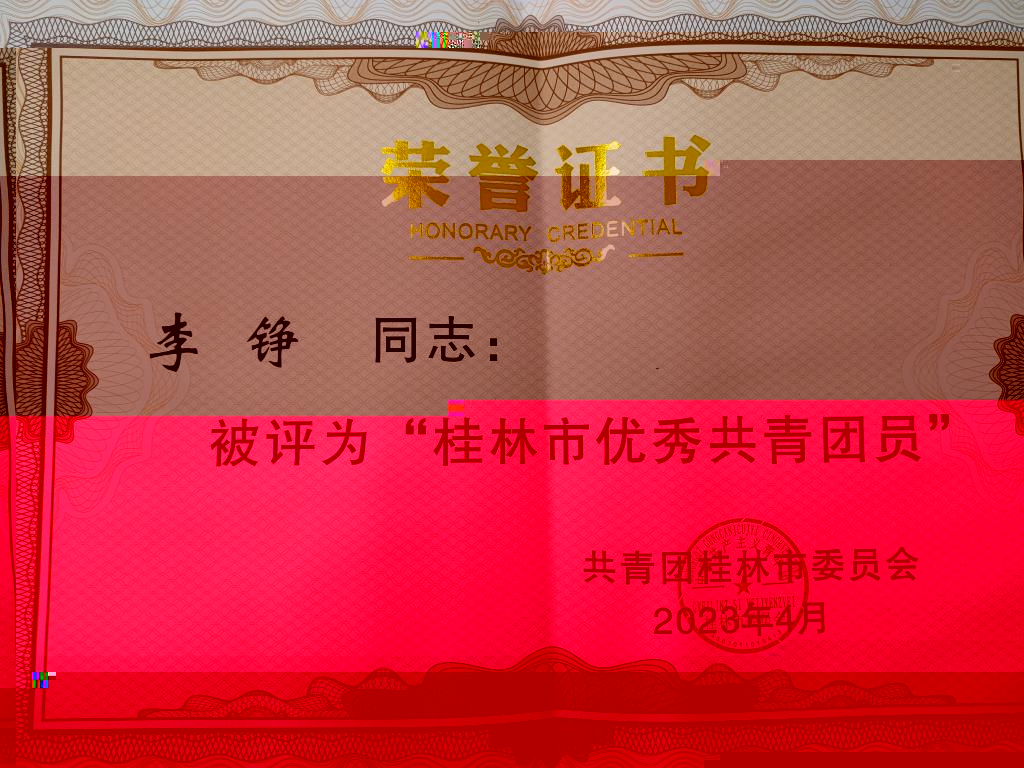 荣誉证书
HONORARY CREDENTIAL
李 铮 同志：
被评为“桂林市优秀共青团员”
共青团桂林市委员会
2023年4月